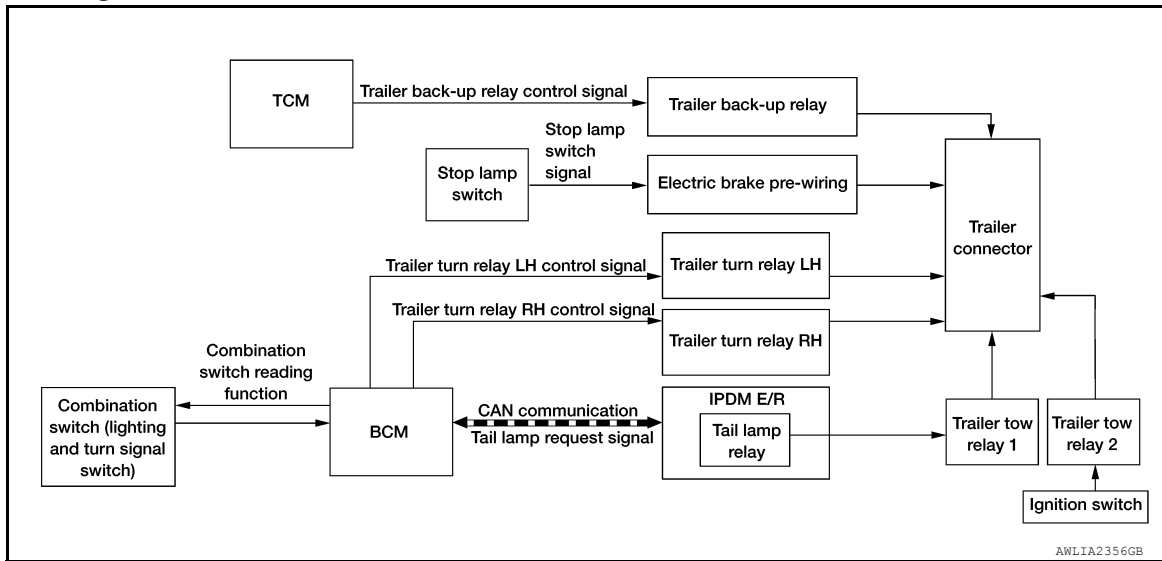 TCM
Trailer back-up relay control signal
Trailer back-up relay
Stop lamp
switch
signal
Stop lamp
switch
Electric brake pre-wiring
Trailer
connector
Trailer turn relay LH control signal
Trailer turn relay LH
Trailer turn relay RH control signal
Trailer turn relay RH
Combination
switch reading
function
Combination
switch (lighting
and turn signal
switch)
BCM
CAN communication
Tail lamp request signal
IPDM E/R
Tail lamp
relay
Trailer tow
relay 1
Trailer tow
relay 2
Ignition switch
AWLIA2356GB